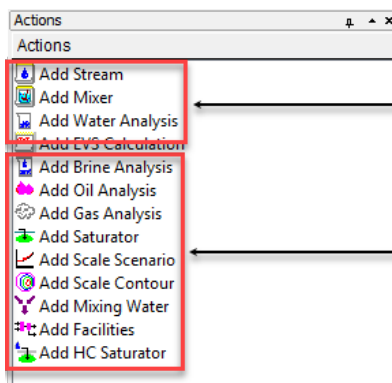 Actions
Actions
Add Stream
Add Mixer
Add Water Analysis
Add EVS Calculation
Add Brine Analysis
Add Oil Analysis
Add Gas Analysis
Add Saturator
Add Scale Scenario
Add Scale Contour
Add Mixing Water
Add Facilities
Add HC Saturator